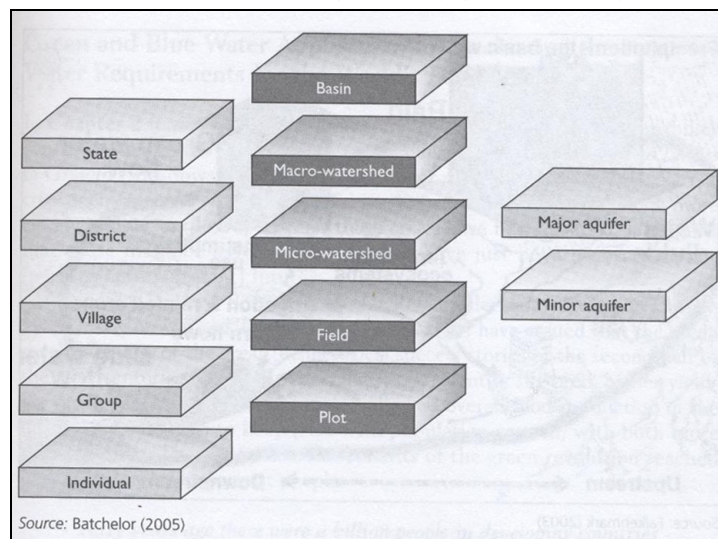 Basin
State
Macro-watershed
District
Major aquifer
Micro-watershed
Village
Minor aquifer
Field
Group
Plot
Individual
Source: Batchelor (2005)